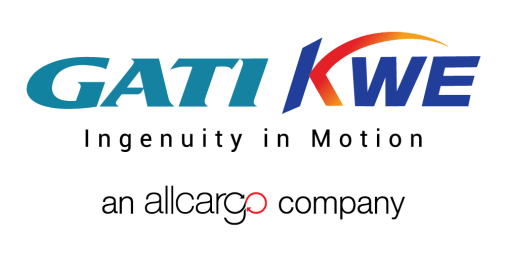 GATI KWE
Ingenuity in Motion
an allcargo company